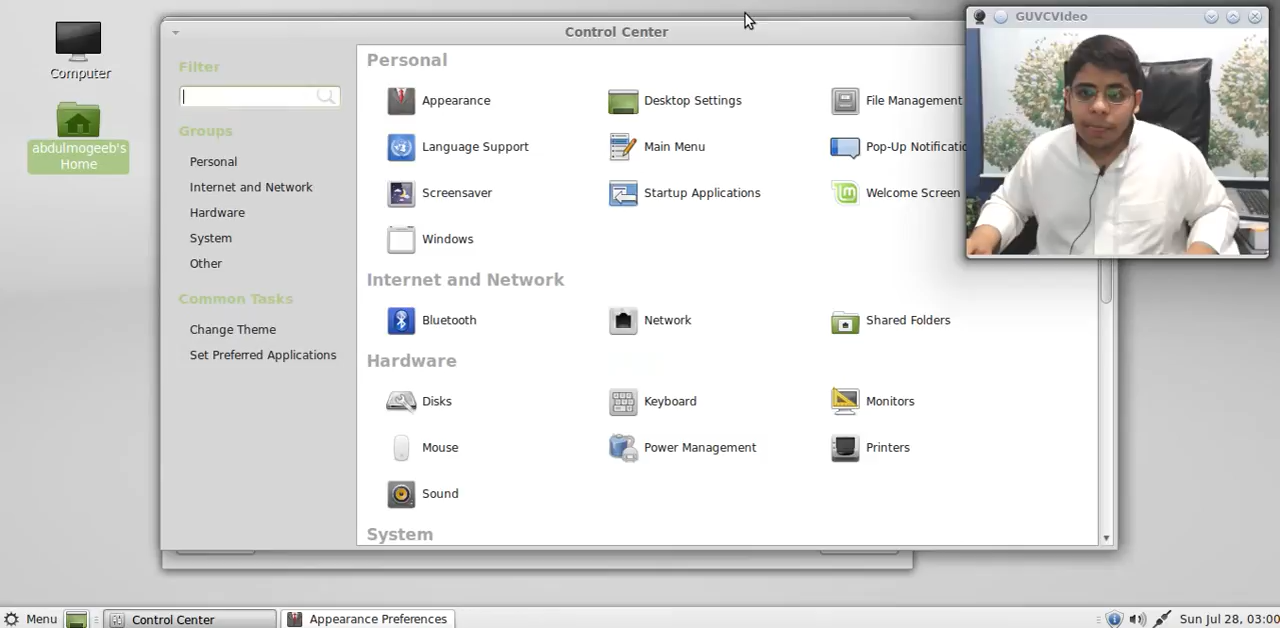 Computer
abdulmogeeb's
Home
Control Center
Filter
Groups
Personal
Internet and Network
Hardware
System
Other
Common Tasks
Change Theme
Set Preferred Applications
Personal
Appearance
Desktop Settings
File Management
Language Support
Main Menu
Pop-Up Notificatio
Screensaver
Startup Applications
Welcome Screen
Windows
Internet and Network
Bluetooth
Network
Shared Folders
Hardware
Disks
Keyboard
Monitors
Mouse
Power Management
Printers
Sound
System
GUVCVIdeo
Menu
Control Center
Appearance Preferences
Sun Jul 28, 03:00